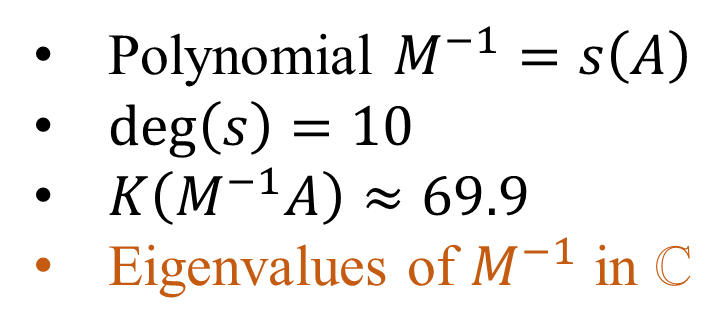 • Polynomial M⁻¹ = s(A)
• deg(s) = 10
• K(M⁻¹A) ≈ 69.9
• Eigenvalues of M⁻¹ in ℂ